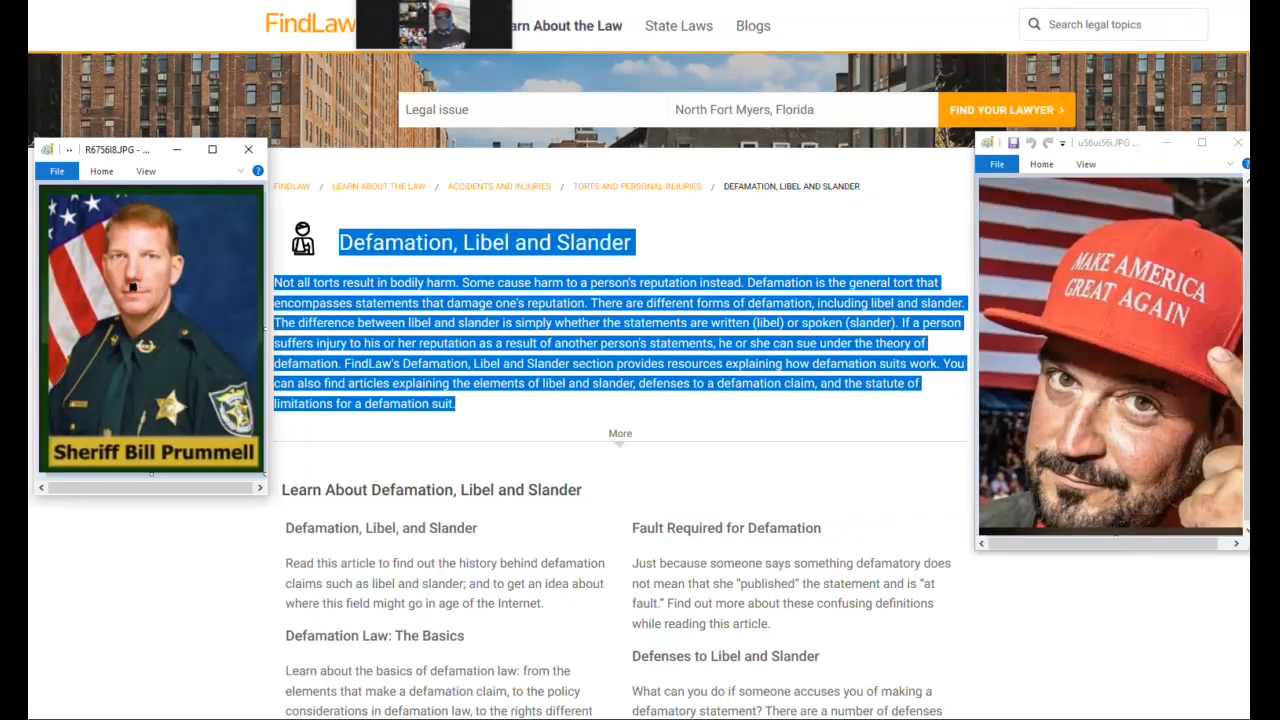 FindLaw
arn About the Law
State Laws
Blogs
Search legal topics
Legal issue
North Fort Myers, Florida
FIND YOUR LAWYER >
R6756I8.JPG - ...
File
Home
View
Sheriff Bill Prummell
FINDLAW / LEARN ABOUT THE LAW / ACCIDENTS AND INJURIES / TORTS AND PERSONAL INJURIES / DEFAMATION, LIBEL AND SLANDER
Defamation, Libel and Slander
Not all torts result in bodily harm. Some cause harm to a person's reputation instead. Defamation is the general tort that
encompasses statements that damage one's reputation. There are different forms of defamation, including libel and slander.
The difference between libel and slander is simply whether the statements are written (libel) or spoken (slander). If a person
suffers injury to his or her reputation as a result of another person's statements, he or she can sue under the theory of
defamation. FindLaw's Defamation, Libel and Slander section provides resources explaining how defamation suits work. You
can also find articles explaining the elements of libel and slander, defenses to a defamation claim, and the statute of
limitations for a defamation suit.
More
Learn About Defamation, Libel and Slander
Defamation, Libel, and Slander
Read this article to find out the history behind defamation
claims such as libel and slander; and to get an idea about
where this field might go in age of the Internet.
Defamation Law: The Basics
Learn about the basics of defamation law: from the
elements that make a defamation claim, to the policy
considerations in defamation law, to the rights different
Fault Required for Defamation
Just because someone says something defamatory does
not mean that she "published" the statement and is "at
fault." Find out more about these confusing definitions
while reading this article.
Defenses to Libel and Slander
What can you do if someone accuses you of making a
defamatory statement? There are a number of defenses
u56ui56i.JPG ...
File
Home
View
MAKE AMERICA
GREAT AGAIN